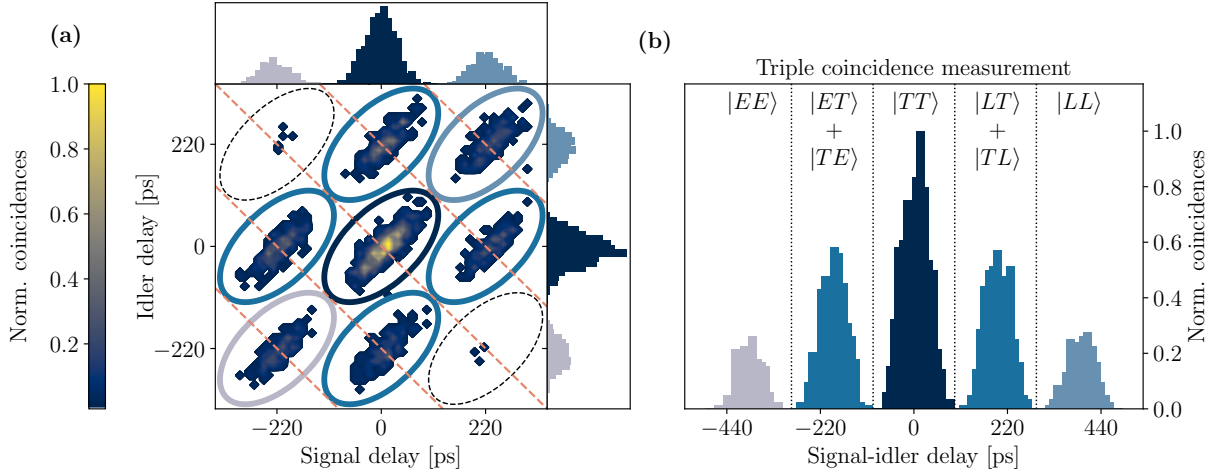 (a)
1.0
0.8
0.6
0.4
0.2
Norm. coincidences
220
0
−220
Idler delay [ps]
−220 0 220
Signal delay [ps]
(b)
Triple coincidence measurement
|EE⟩ |ET⟩ |TT⟩ |LT⟩ |LL⟩
+ +
|TE⟩ |TL⟩
1.0
0.8
0.6
0.4
0.2
0.0
Norm. coincidences
−440 −220 0 220 440
Signal-idler delay [ps]